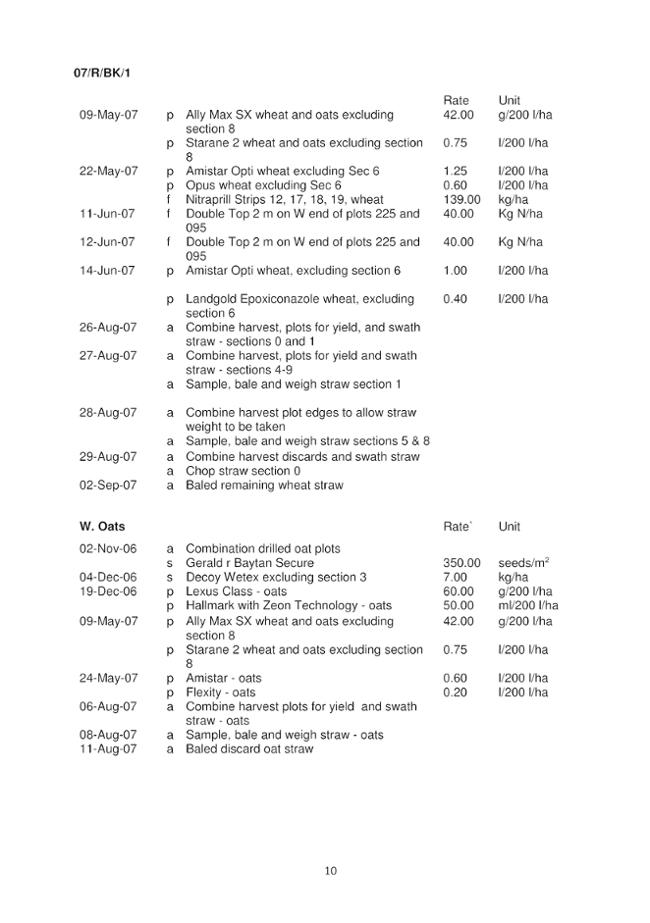 07/R/BK/1
Rate Unit
09-May-07 p Ally Max SX wheat and oats excluding 42.00 g/200 l/ha
section 8
p Starane 2 wheat and oats excluding section 0.75 l/200 l/ha
8
22-May-07 p Amistar Opti wheat excluding Sec 6 1.25 l/200 l/ha
p Opus wheat excluding Sec 6 0.60 l/200 l/ha
f Nitraprill Strips 12, 17, 18, 19, wheat 139.00 kg/ha
11-Jun-07 f Double Top 2 m on W end of plots 225 and 40.00 Kg N/ha
095
12-Jun-07 f Double Top 2 m on W end of plots 225 and 40.00 Kg N/ha
095
14-Jun-07 p Amistar Opti wheat, excluding section 6 1.00 l/200 l/ha
p Landgold Epoxiconazole wheat, excluding 0.40 l/200 l/ha
section 6
26-Aug-07 a Combine harvest, plots for yield, and swath
straw - sections 0 and 1
27-Aug-07 a Combine harvest, plots for yield and swath
straw - sections 4-9
a Sample, bale and weigh straw section 1
28-Aug-07 a Combine harvest plot edges to allow straw
weight to be taken
a Sample, bale and weigh straw sections 5 & 8
29-Aug-07 a Combine harvest discards and swath straw
a Chop straw section 0
02-Sep-07 a Baled remaining wheat straw
W. Oats Rate` Unit
02-Nov-06 a Combination drilled oat plots
s Gerald r Baytan Secure 350.00 seeds/m²
04-Dec-06 s Decoy Wetex excluding section 3 7.00 kg/ha
19-Dec-06 p Lexus Class - oats 60.00 g/200 l/ha
p Hallmark with Zeon Technology - oats 50.00 ml/200 l/ha
09-May-07 p Ally Max SX wheat and oats excluding 42.00 g/200 l/ha
section 8
p Starane 2 wheat and oats excluding section 0.75 l/200 l/ha
8
24-May-07 p Amistar - oats 0.60 l/200 l/ha
p Flexity - oats 0.20 l/200 l/ha
06-Aug-07 a Combine harvest plots for yield and swath
straw - oats
08-Aug-07 a Sample, bale and weigh straw - oats
11-Aug-07 a Baled discard oat straw
10